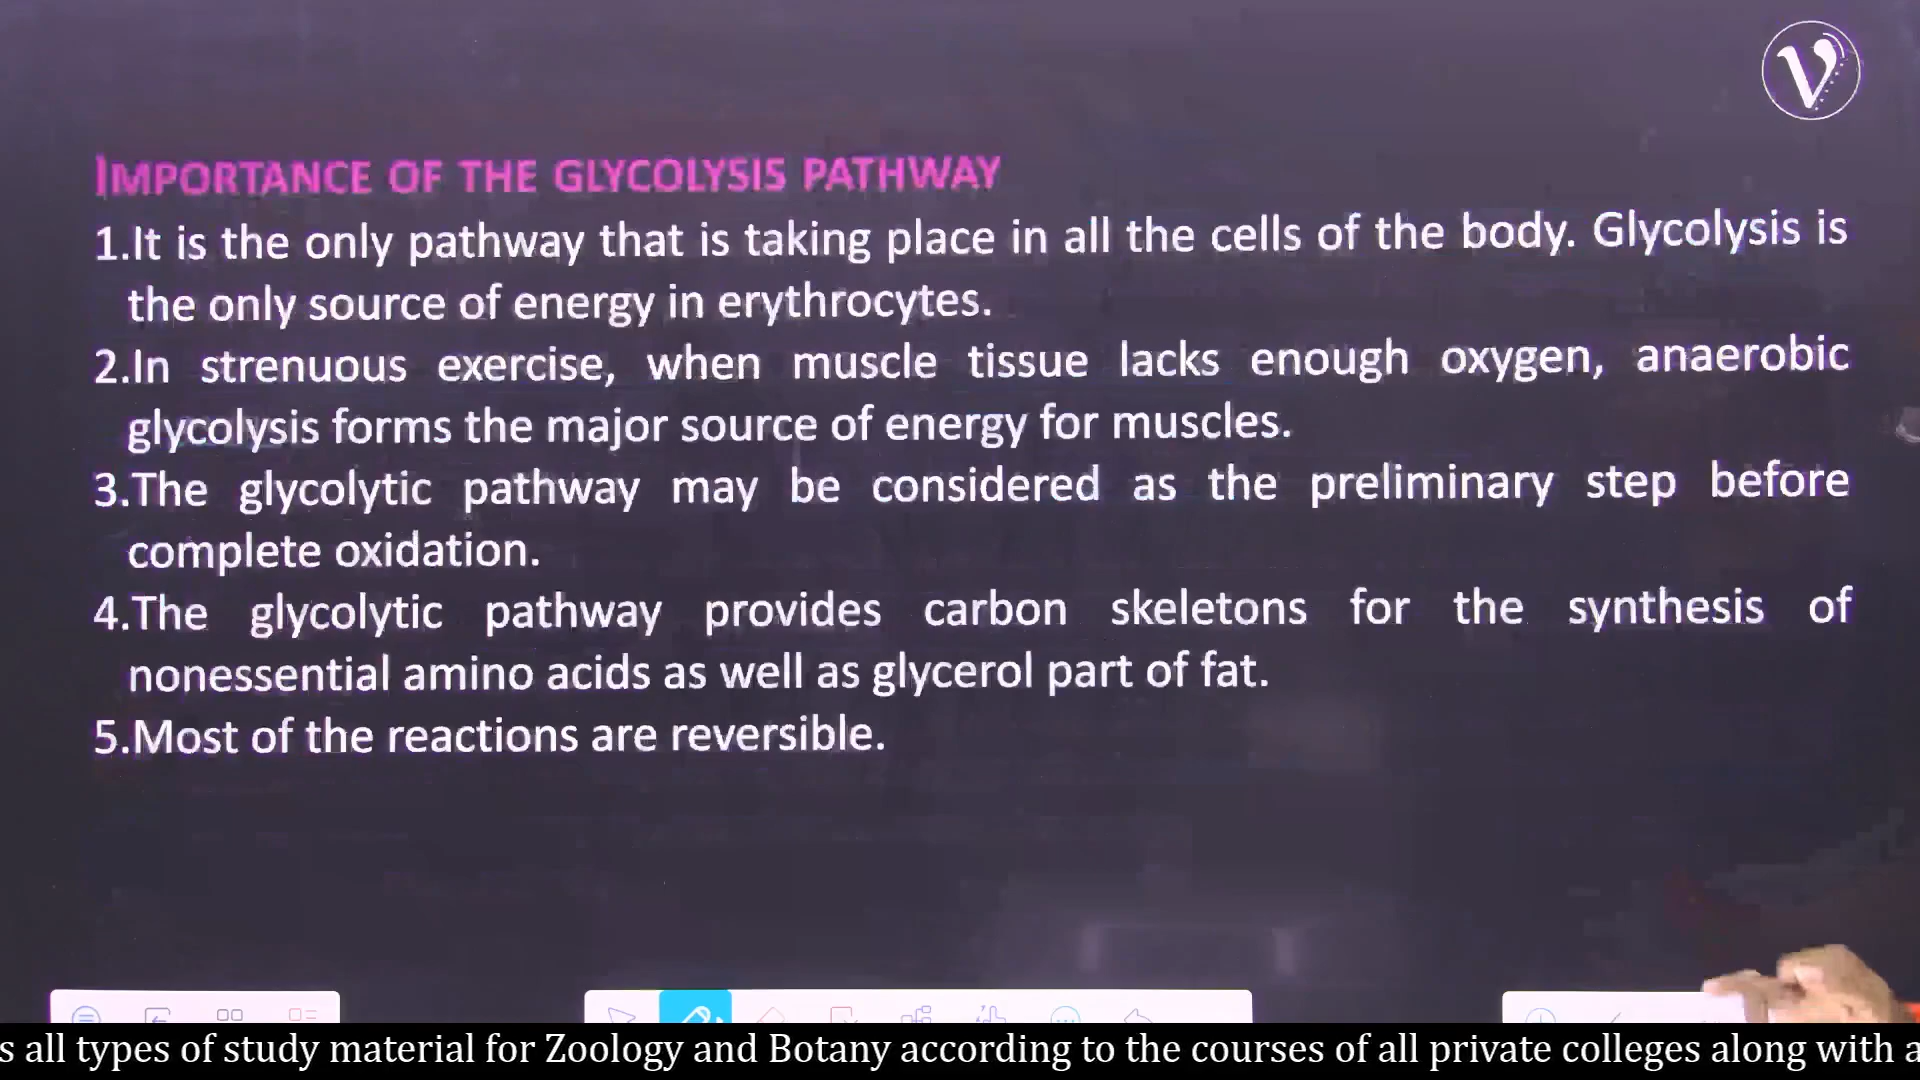 V
IMPORTANCE OF THE GLYCOLYSIS PATHWAY
1.It is the only pathway that is taking place in all the cells of the body. Glycolysis is
the only source of energy in erythrocytes.
2.In strenuous exercise, when muscle tissue lacks enough oxygen, anaerobic
glycolysis forms the major source of energy for muscles.
3.The glycolytic pathway may be considered as the preliminary step before
complete oxidation.
4.The glycolytic pathway provides carbon skeletons for the synthesis of
nonessential amino acids as well as glycerol part of fat.
5.Most of the reactions are reversible.
s all types of study material for Zoology and Botany according to the courses of all private colleges along with a